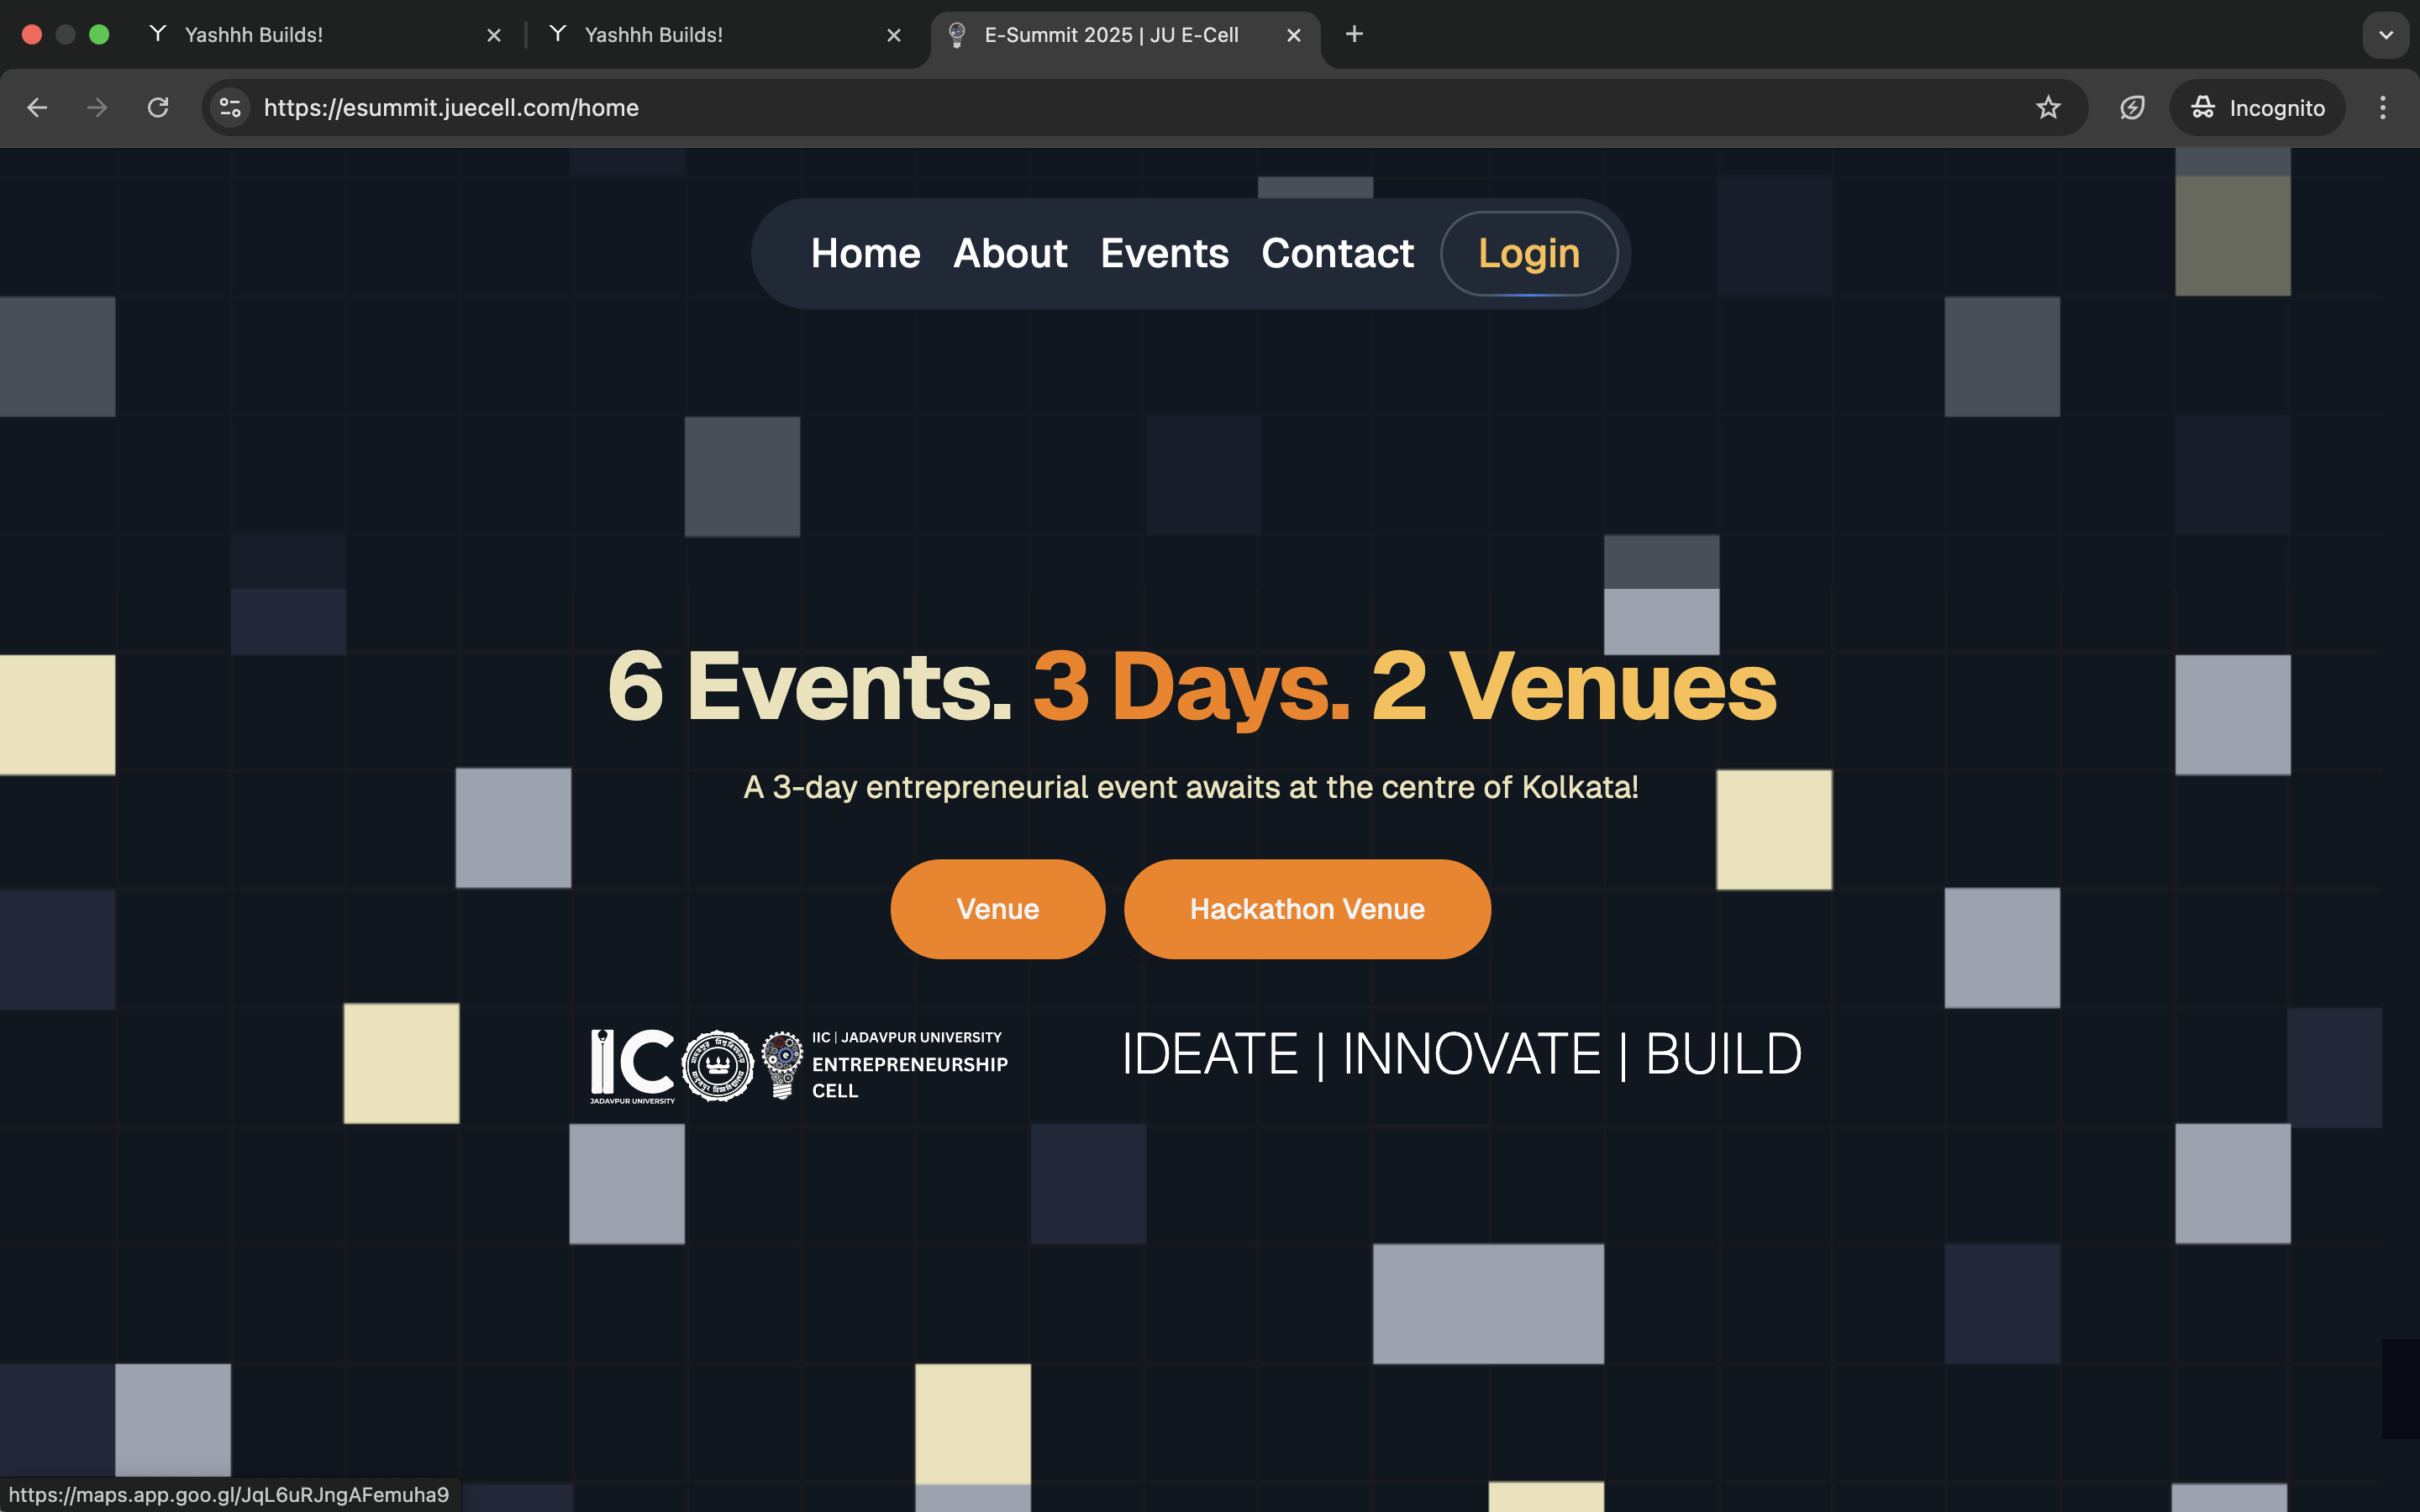 Yashhh Builds!
Yashhh Builds!
E-Summit 2025 | JU E-Cell
https://esummit.juecell.com/home
Incognito
Home About Events Contact Login
6 Events. 3 Days. 2 Venues
A 3-day entrepreneurial event awaits at the centre of Kolkata!
Venue Hackathon Venue
IIC
JADAVPUR UNIVERSITY
IIC | JADAVPUR UNIVERSITY
ENTREPRENEURSHIP
CELL
IDEATE | INNOVATE | BUILD
https://maps.app.goo.gl/JqL6uRJngAFemuha9